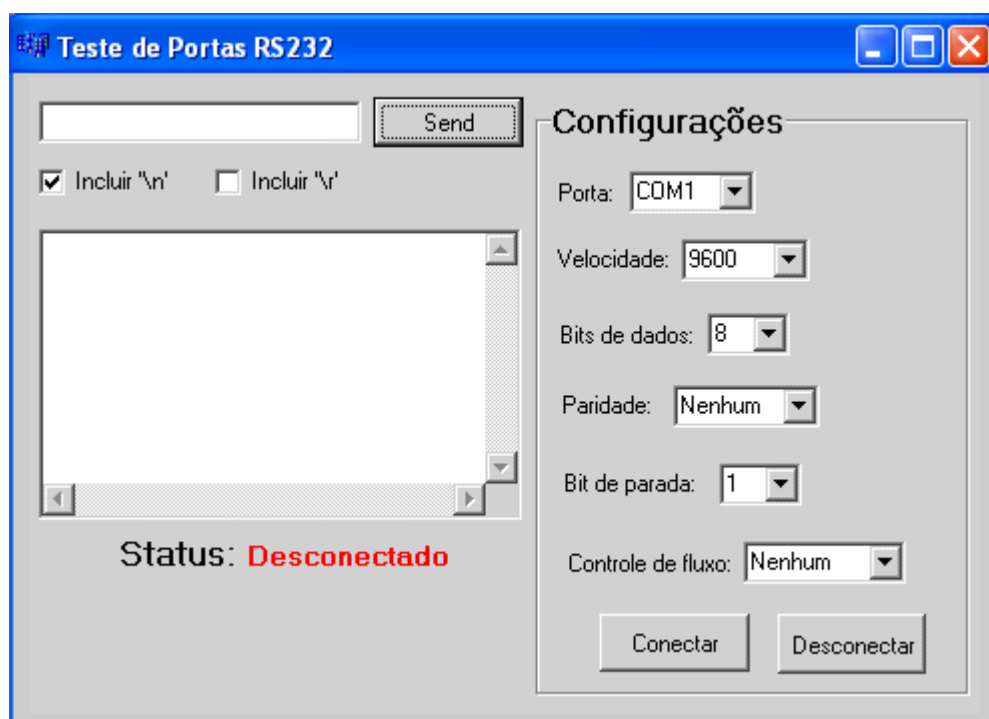 Teste de Portas RS232
Send
Incluir '\n'
Incluir '\r'
Status: Desconectado
Configurações
Porta: COM1
Velocidade: 9600
Bits de dados: 8
Paridade: Nenhum
Bit de parada: 1
Controle de fluxo: Nenhum
Conectar
Desconectar